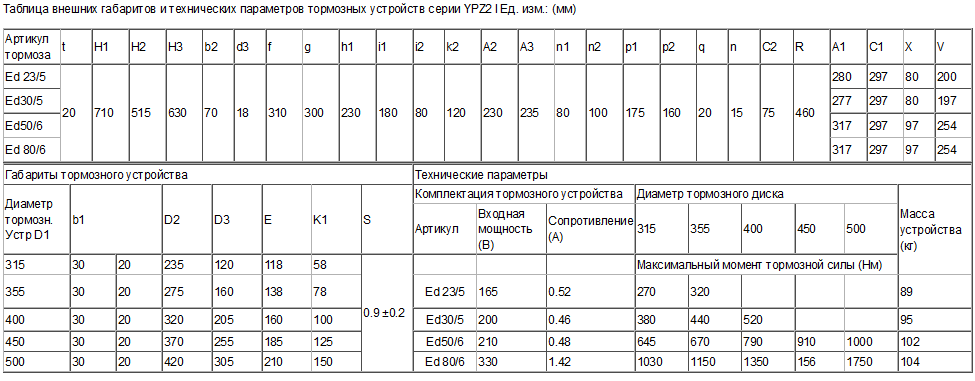 Таблица внешних габаритов и технических параметров тормозных устройств серии YPZ2 I Ед. изм.: (мм)
Артикул тормоза t H1 H2 H3 b2 d3 f g h1 i1 i2 k2 A2 A3 n1 n2 p1 p2 q n C2 R A1 C1 X V
Ed 23/5 20 710 515 630 70 18 310 300 230 180 80 120 230 235 80 100 175 160 20 15 75 460 280 297 80 200
Ed30/5 277 297 80 197
Ed50/6 317 297 97 254
Ed 80/6 317 297 97 254
Габариты тормозного устройства Технические параметры
Диаметр тормозн. Устр D1 b1 D2 D3 E K1 S Комплектация тормозного устройства Диаметр тормозного диска Масса устройства (кг)
Артикул Входная мощность (В) Сопротивление (А) 315 355 400 450 500
315 30 20 235 120 118 58 0.9 ±0.2 Максимальный момент тормозной силы (Нм)
355 30 20 275 160 138 78 Ed 23/5 165 0.52 270 320 89
400 30 20 320 205 160 100 Ed30/5 200 0.46 380 440 520 95
450 30 20 370 255 185 125 Ed50/6 210 0.48 645 670 790 910 1000 102
500 30 20 420 305 210 150 Ed 80/6 330 1.42 1030 1150 1350 156 1750 104